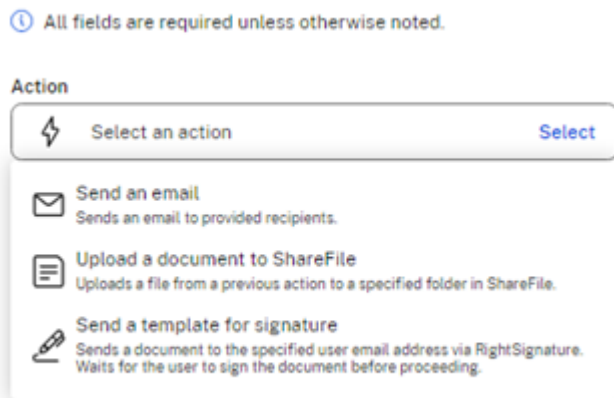 All fields are required unless otherwise noted.
Action
Select an action Select
Send an email
Sends an email to provided recipients.
Upload a document to ShareFile
Uploads a file from a previous action to a specified folder in ShareFile.
Send a template for signature
Sends a document to the specified user email address via RightSignature.
Waits for the user to sign the document before proceeding.